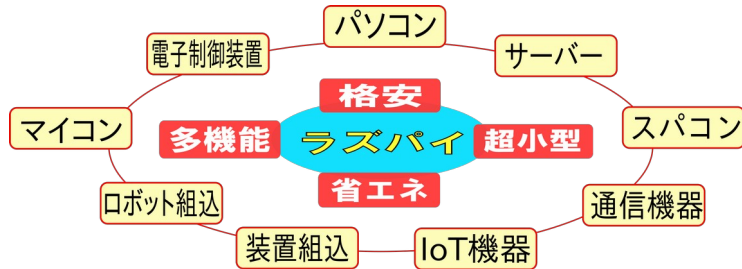 パソコン
電子制御装置
サーバー
格安
マイコン
多機能
ラズパイ
超小型
スパコン
省エネ
ロボット組込
通信機器
装置組込
IoT機器